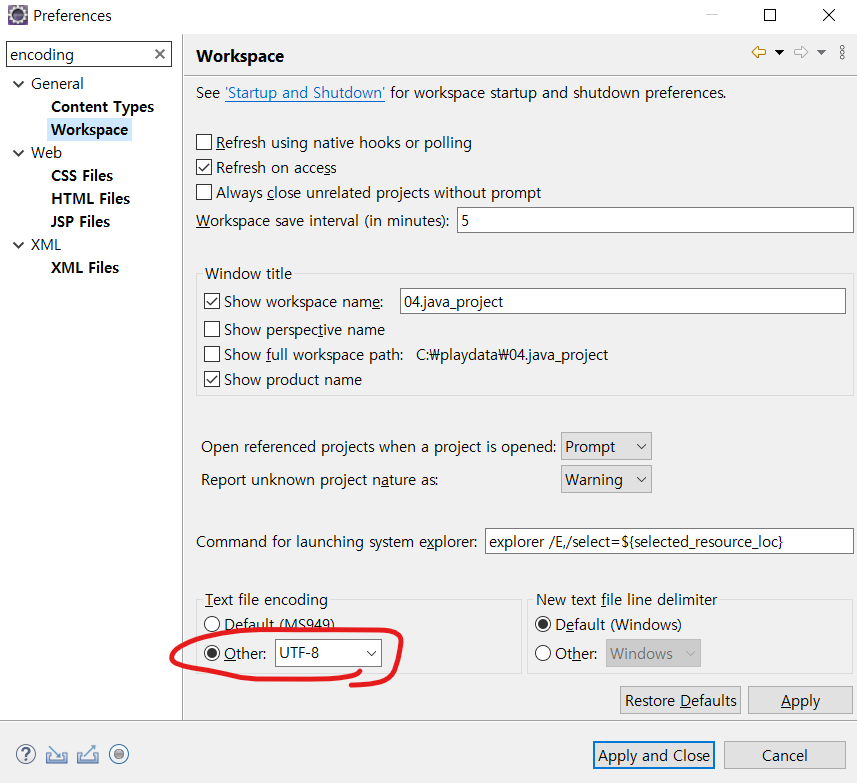 Preferences
encoding
General
Content Types
Workspace
Web
CSS Files
HTML Files
JSP Files
XML
XML Files
Workspace
See 'Startup and Shutdown' for workspace startup and shutdown preferences.
Refresh using native hooks or polling
Refresh on access
Always close unrelated projects without prompt
Workspace save interval (in minutes): 5
Window title
Show workspace name: 04.java_project
Show perspective name
Show full workspace path: C:₩playdata₩04.java_project
Show product name
Open referenced projects when a project is opened: Prompt
Report unknown project nature as: Warning
Command for launching system explorer: explorer /E,/select=${selected_resource_loc}
Text file encoding
Default (MS949)
Other: UTF-8
New text file line delimiter
Default (Windows)
Other: Windows
Restore Defaults Apply
Apply and Close Cancel